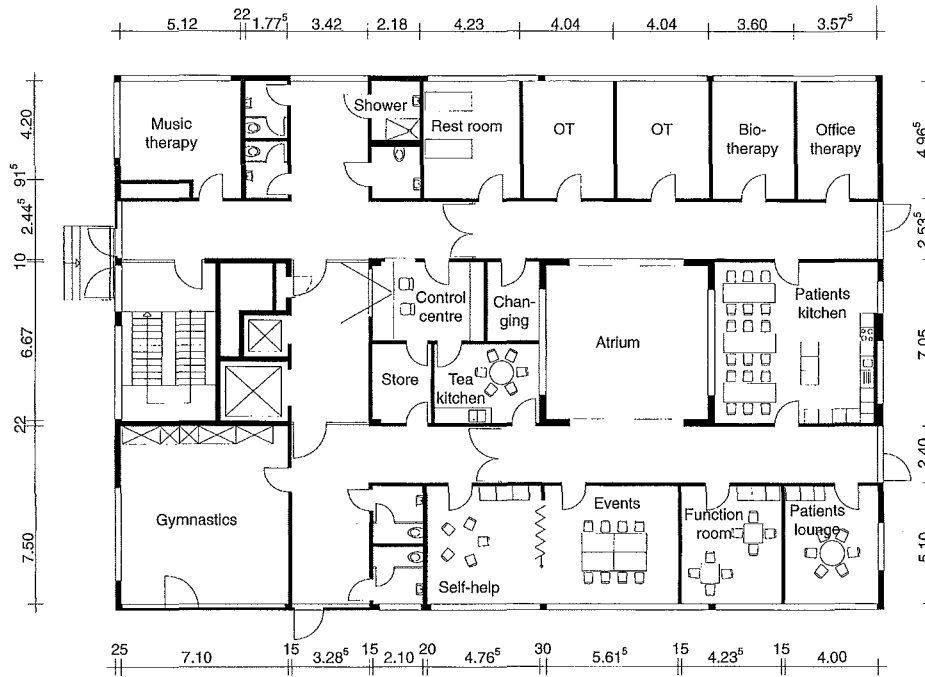 22
5.12
1.77⁵
3.42
2.18
4.23
4.04
4.04
3.60
3.57⁵
4.20
91⁵
2.44⁵
10
6.67
22
7.50
4.96⁵
2.53⁵
7.05
2.40
5.10
Music
therapy
Shower
Rest room
OT
OT
Bio-
therapy
Office
therapy
Control
centre
Chan-
ging
Atrium
Patients
kitchen
Store
Tea
kitchen
Gymnastics
Self-help
Events
Function
room
Patients
lounge
25
7.10
15
3.28⁵
15
2.10
20
4.76⁵
30
5.61⁵
15
4.23⁵
15
4.00